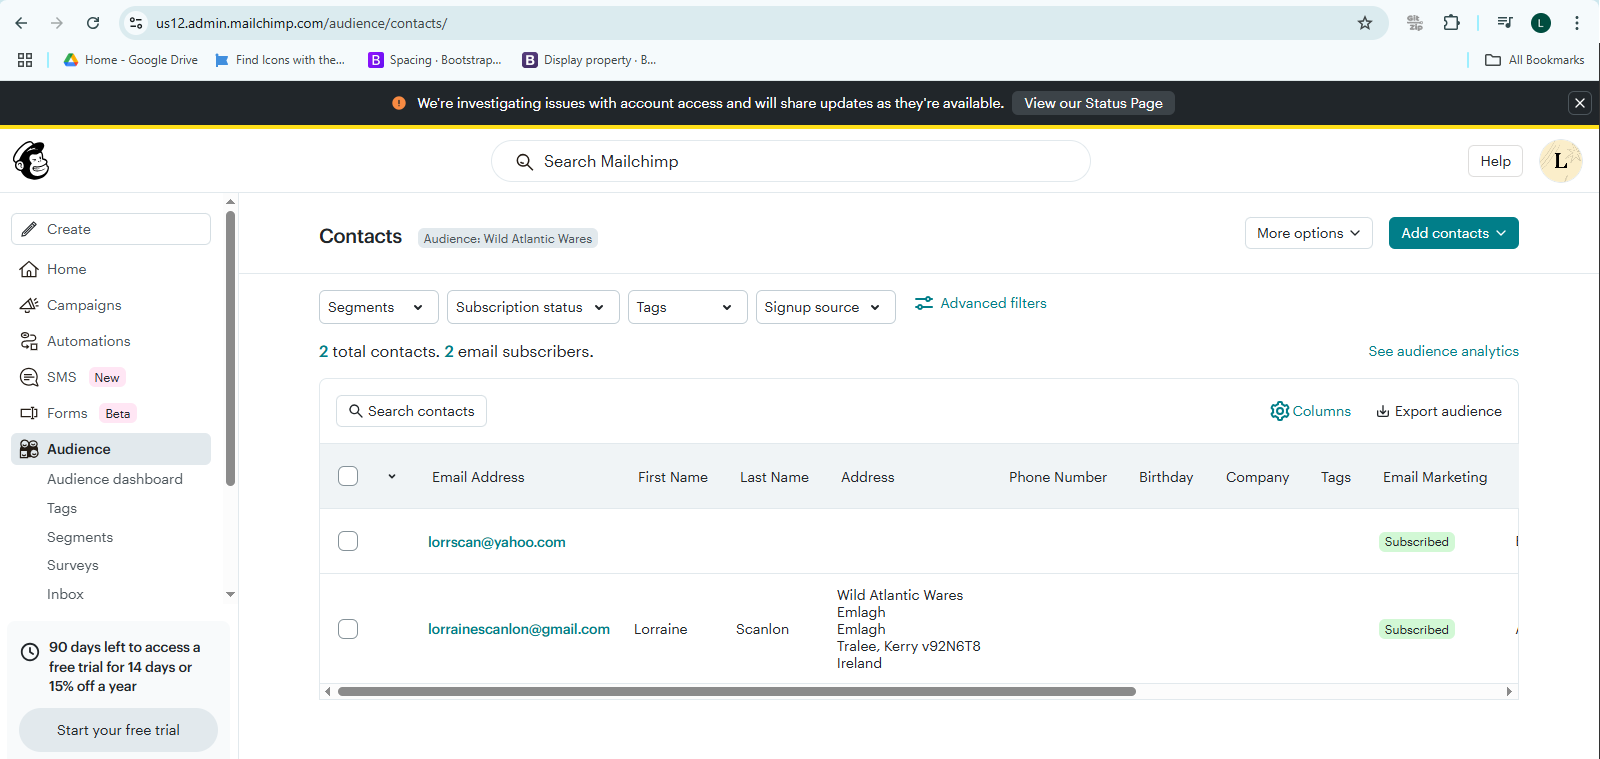 us12.admin.mailchimp.com/audience/contacts/
Git zip
L
Home - Google Drive
Find Icons with the...
B Spacing · Bootstrap...
B Display property · B...
All Bookmarks
We're investigating issues with account access and will share updates as they're available. View our Status Page
Search Mailchimp
Help
L
Create
Home
Campaigns
Automations
SMS New
Forms Beta
Audience
Audience dashboard
Tags
Segments
Surveys
Inbox
90 days left to access a
free trial for 14 days or
15% off a year
Start your free trial
Contacts Audience: Wild Atlantic Wares
More options Add contacts
Segments Subscription status Tags Signup source Advanced filters
2 total contacts. 2 email subscribers.
See audience analytics
Search contacts
Columns Export audience
Email Address First Name Last Name Address Phone Number Birthday Company Tags Email Marketing
lorrscan@yahoo.com Subscribed
lorrainescanlon@gmail.com Lorraine Scanlon
Wild Atlantic Wares
Emlagh
Emlagh
Tralee, Kerry v92N6T8
Ireland
Subscribed